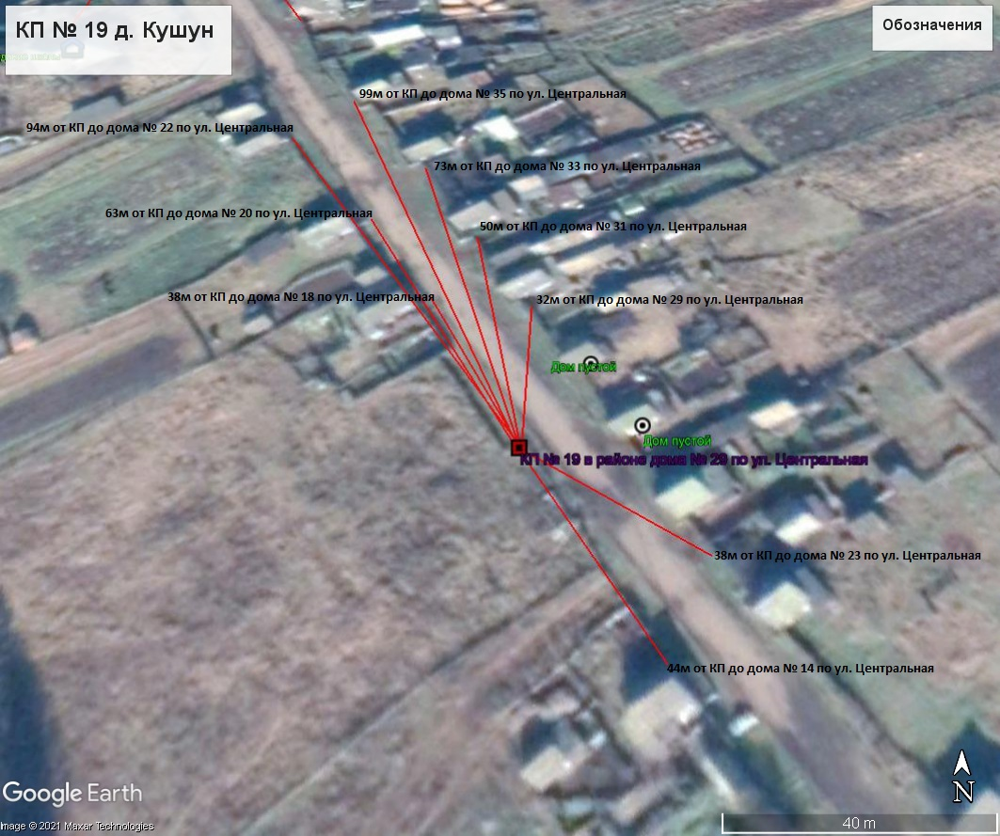 КП № 19 д. Кушун
Обозначения
99м от КП до дома № 35 по ул. Центральная
94м от КП до дома № 22 по ул. Центральная
73м от КП до дома № 33 по ул. Центральная
63м от КП до дома № 20 по ул. Центральная
50м от КП до дома № 31 по ул. Центральная
38м от КП до дома № 18 по ул. Центральная
32м от КП до дома № 29 по ул. Центральная
Дом пустой
Дом пустой
КП № 19 в районе дома № 29 по ул. Центральная
38м от КП до дома № 23 по ул. Центральная
44м от КП до дома № 14 по ул. Центральная
N
Google Earth
Image © 2021 Maxar Technologies
40 m